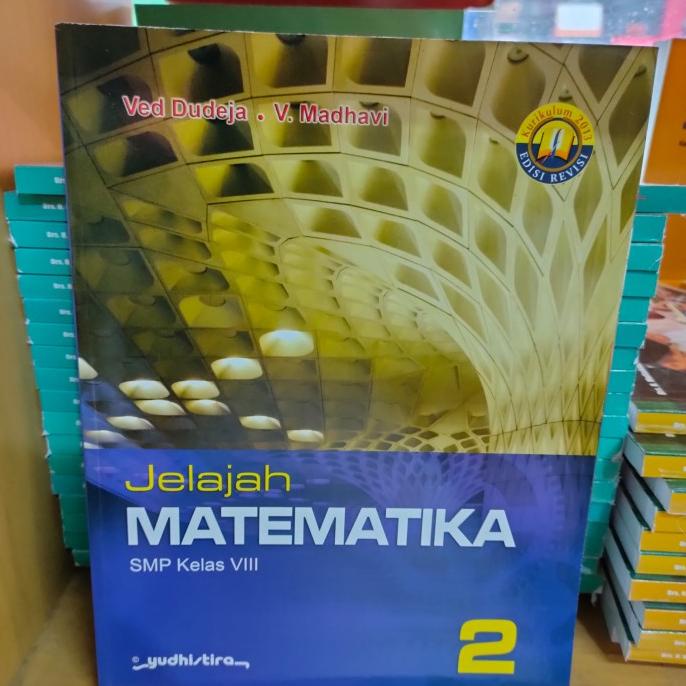 Ved Dudeja . V. Madhavi
Kurikulum 2013
EDISI REVISI
Jelajah
MATEMATIKA
SMP Kelas VIII
2
yudhistira